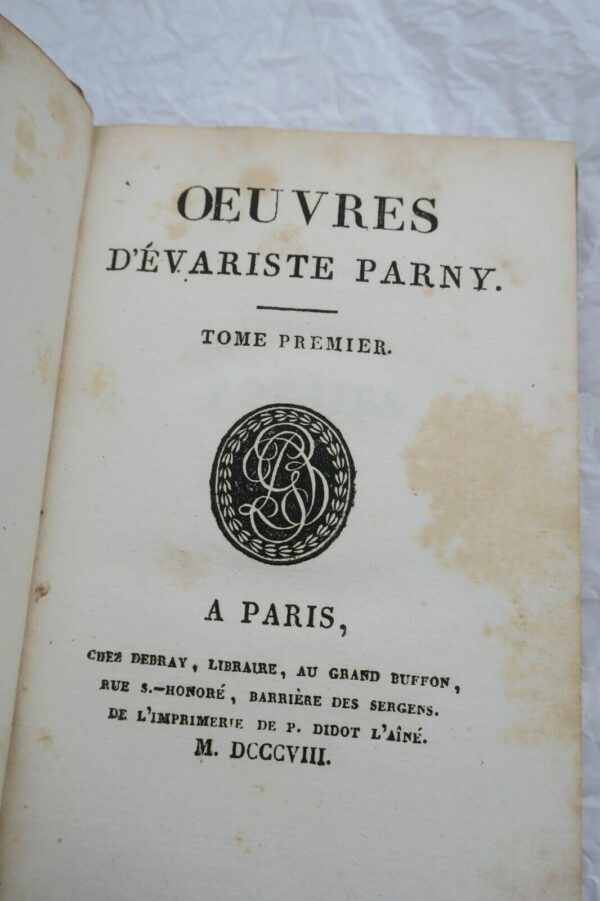 OEUVRES
D'ÉVARISTE PARNY.
TOME PREMIER.
A PARIS,
CHEZ DEBRAY, LIBRAIRE, AU GRAND BUFFON,
RUE S.-HONORÉ, BARRIÈRE DES SERGENS.
DE L'IMPRIMERIE DE P. DIDOT L'AÎNÉ.
M. DCCCVIII.